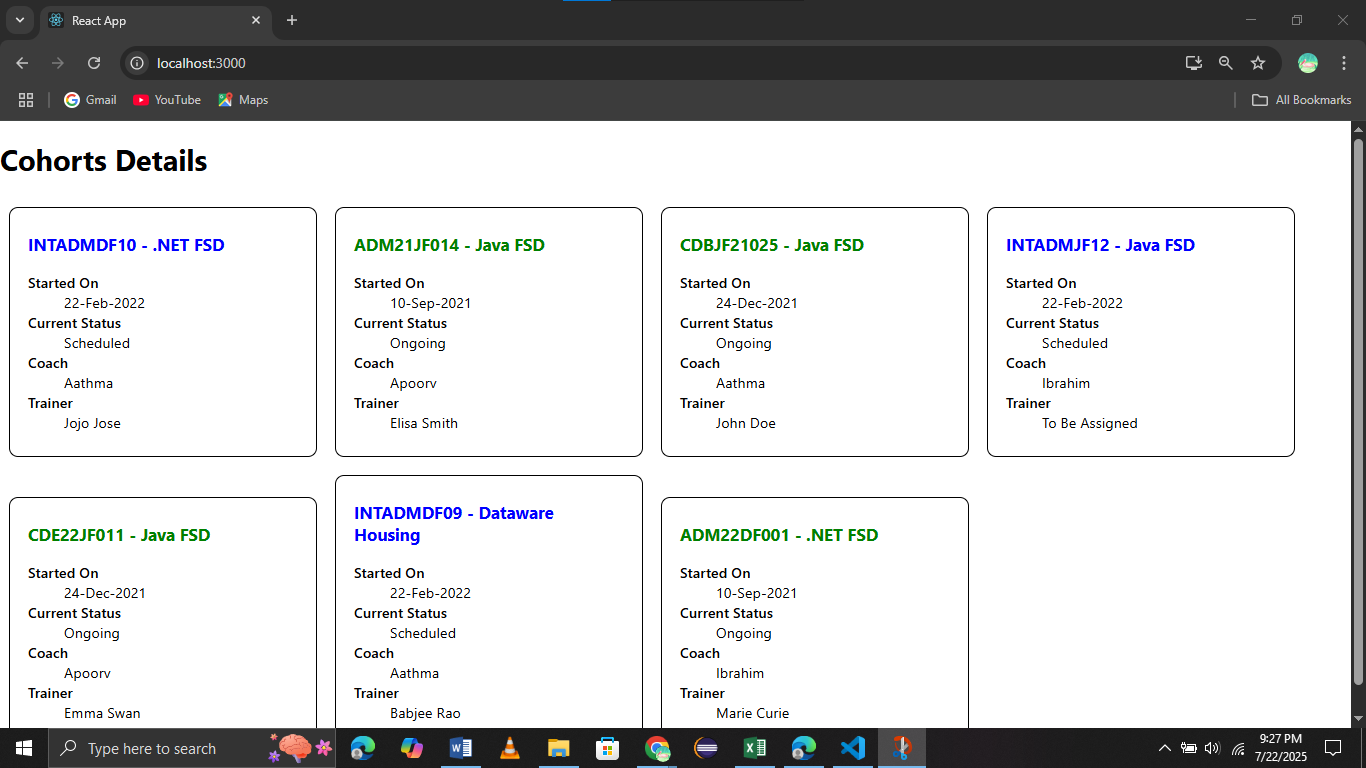 React App
localhost:3000
Gmail
YouTube
Maps
All Bookmarks
Cohorts Details
INTADMDF10 - .NET FSD
Started On
22-Feb-2022
Current Status
Scheduled
Coach
Aathma
Trainer
Jojo Jose
ADM21JF014 - Java FSD
Started On
10-Sep-2021
Current Status
Ongoing
Coach
Apoorv
Trainer
Elisa Smith
CDBJF21025 - Java FSD
Started On
24-Dec-2021
Current Status
Ongoing
Coach
Aathma
Trainer
John Doe
INTADMJF12 - Java FSD
Started On
22-Feb-2022
Current Status
Scheduled
Coach
Ibrahim
Trainer
To Be Assigned
CDE22JF011 - Java FSD
Started On
24-Dec-2021
Current Status
Ongoing
Coach
Apoorv
Trainer
Emma Swan
INTADMDF09 - Dataware
Housing
Started On
22-Feb-2022
Current Status
Scheduled
Coach
Aathma
Trainer
Babjee Rao
ADM22DF001 - .NET FSD
Started On
10-Sep-2021
Current Status
Ongoing
Coach
Ibrahim
Trainer
Marie Curie
Type here to search
9:27 PM
7/22/2025